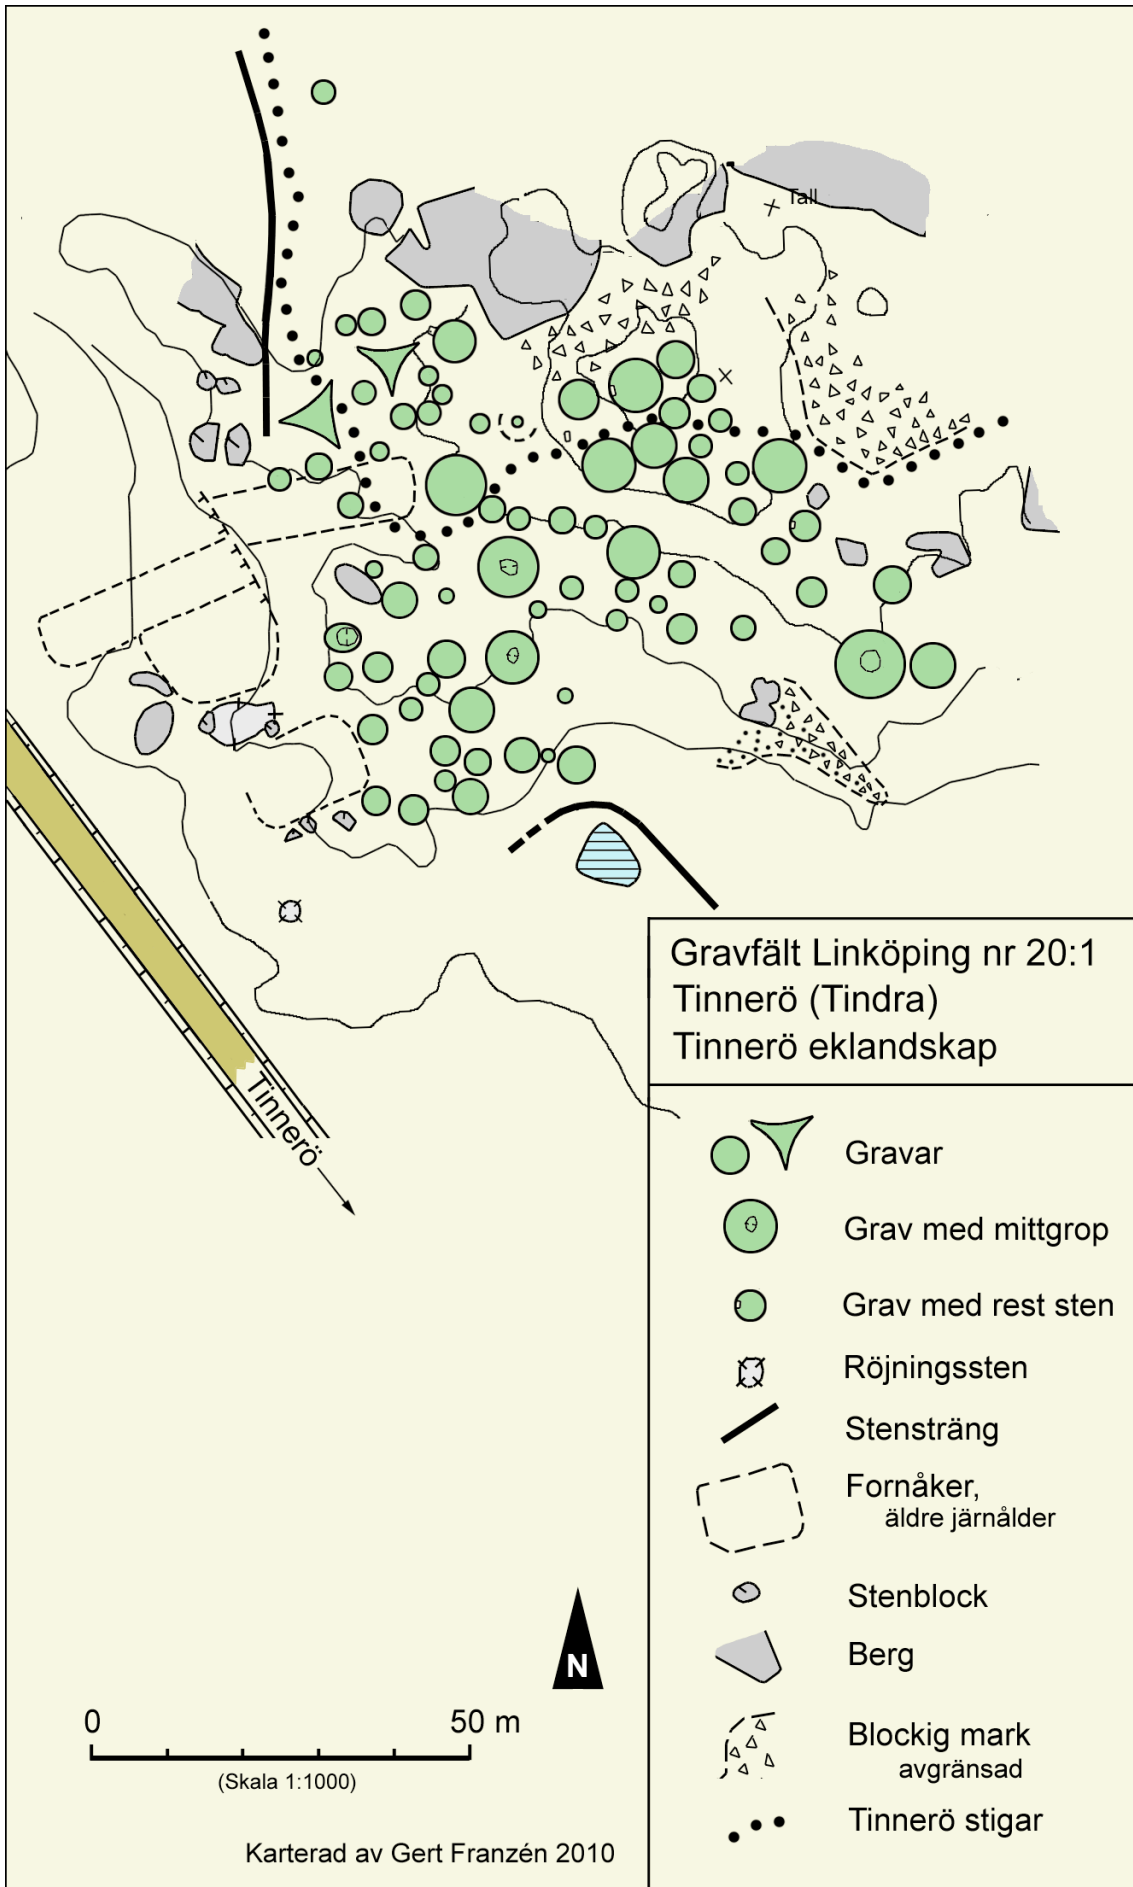 Tall
Tinnerö
Gravfält Linköping nr 20:1
Tinnerö (Tindra)
Tinnerö eklandskap
Gravar
Grav med mittgrop
Grav med rest sten
Röjningssten
Stensträng
Fornåker,
äldre järnålder
Stenblock
Berg
Blockig mark
avgränsad
Tinnerö stigar
N
0 50 m
(Skala 1:1000)
Karterad av Gert Franzén 2010